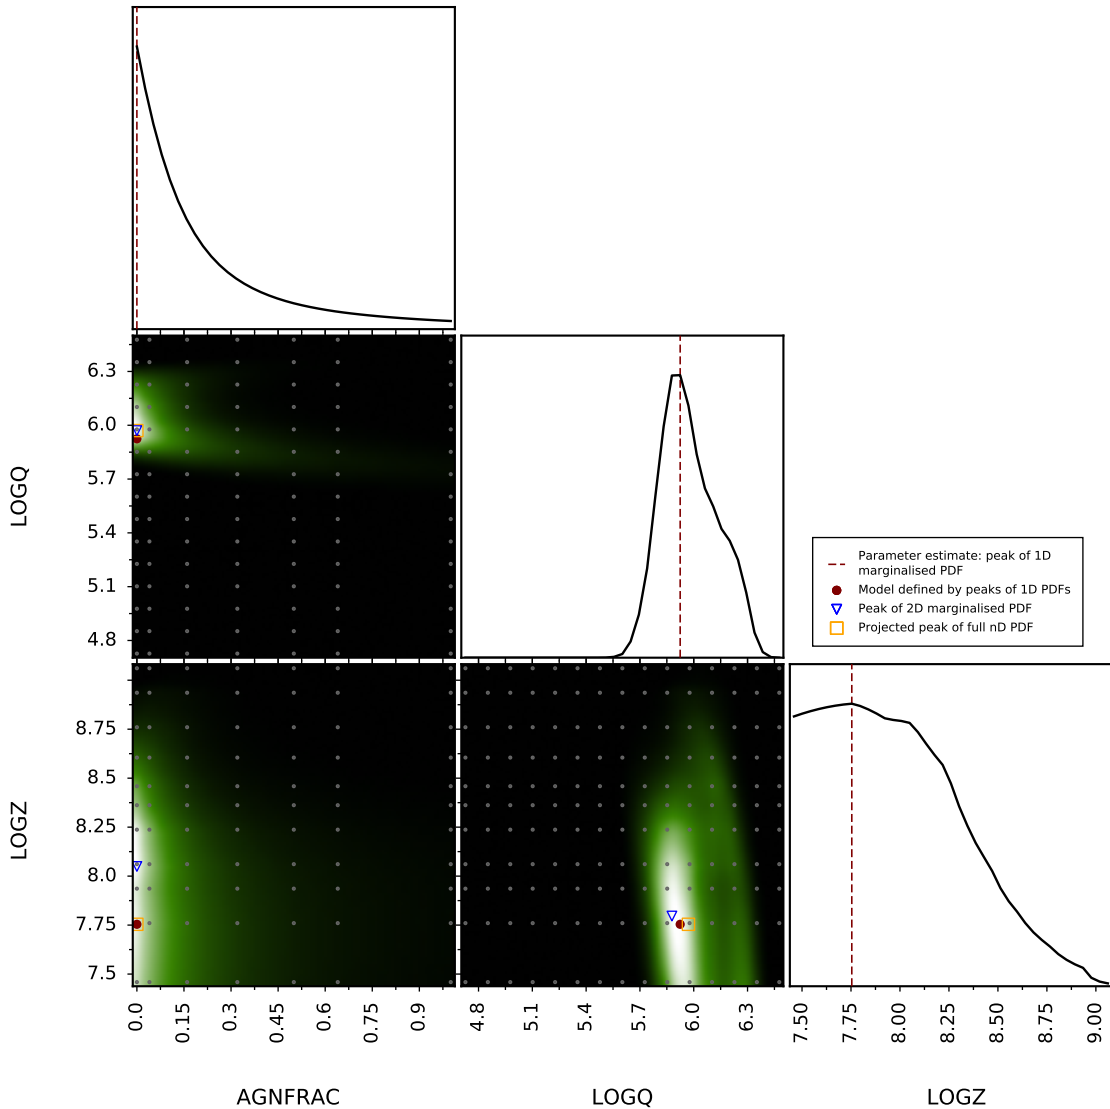 6.3
6.0
5.7
5.4
5.1
4.8
LOGQ
Parameter estimate: peak of 1D
marginalised PDF
Model defined by peaks of 1D PDFs
Peak of 2D marginalised PDF
Projected peak of full nD PDF
8.75
8.5
8.25
8.0
7.75
7.5
LOGZ
0.0 0.15 0.3 0.45 0.6 0.75 0.9
4.8 5.1 5.4 5.7 6.0 6.3
7.50 7.75 8.00 8.25 8.50 8.75 9.00
AGNFRAC LOGQ LOGZ